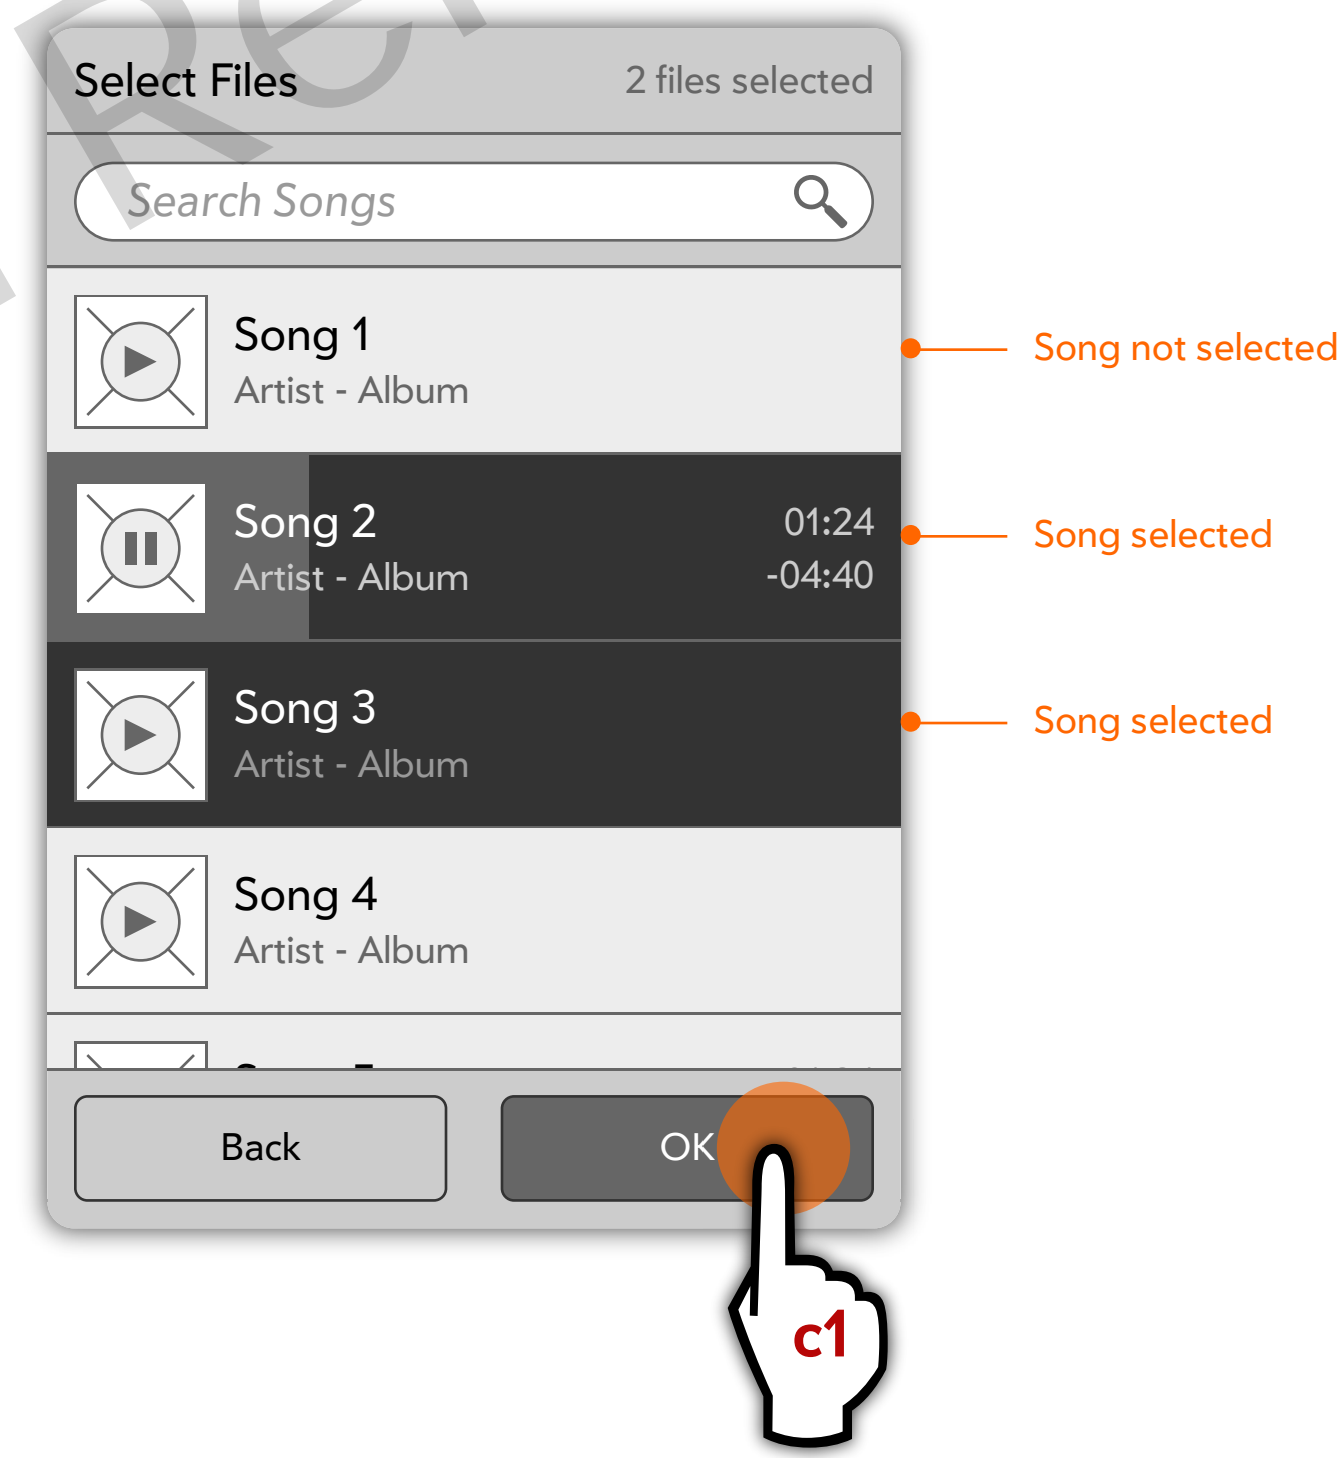 Select Files
2 files selected
Search Songs
Song 1
Artist - Album
Song not selected
Song 2
Artist - Album
01:24
-04:40
Song selected
Song 3
Artist - Album
Song selected
Song 4
Artist - Album
Back
OK
c1